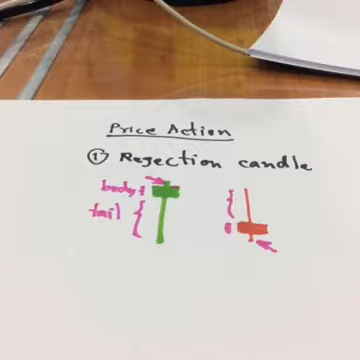 Price Action
① Rejection candle
body
tail